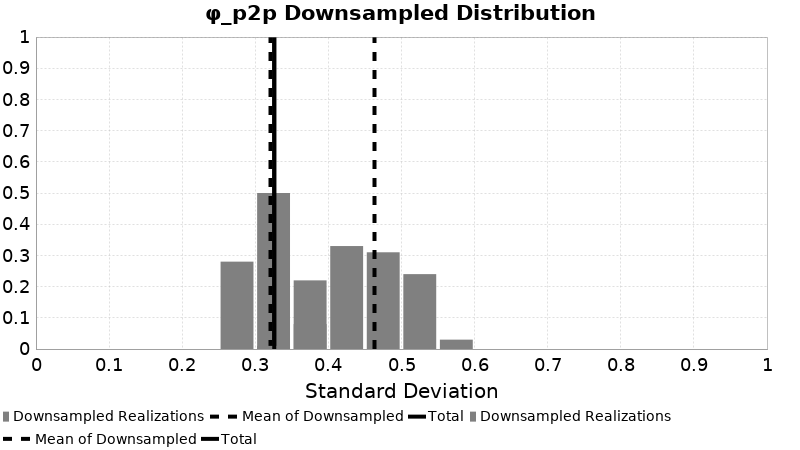 φ_p2p Downsampled Distribution
1
0.9
0.8
0.7
0.6
0.5
0.4
0.3
0.2
0.1
0
0 0.1 0.2 0.3 0.4 0.5 0.6 0.7 0.8 0.9 1
Standard Deviation
Downsampled Realizations Mean of Downsampled Total Downsampled Realizations
Mean of Downsampled Total